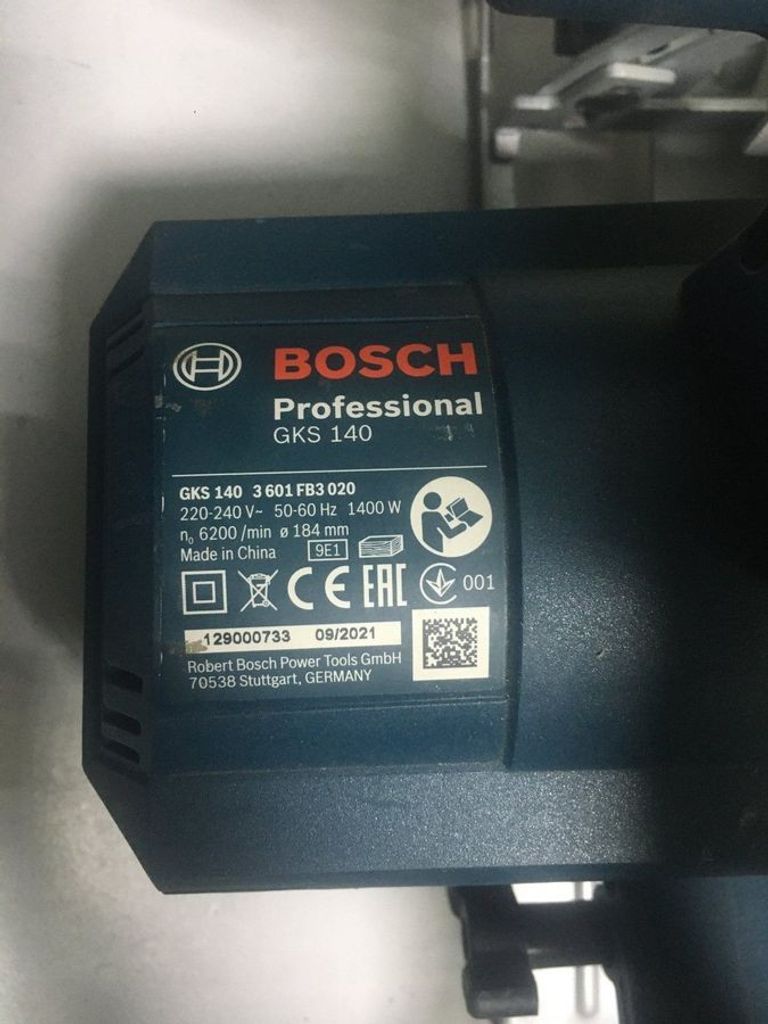 BOSCH
Professional
GKS 140
GKS 140 3 601 FB3 020
220-240 V~ 50-60 Hz 1400 W
n₀ 6200 /min ø 184 mm
Made in China 9E1
CE EAC 001
129000733 09/2021
Robert Bosch Power Tools GmbH
70538 Stuttgart, GERMANY